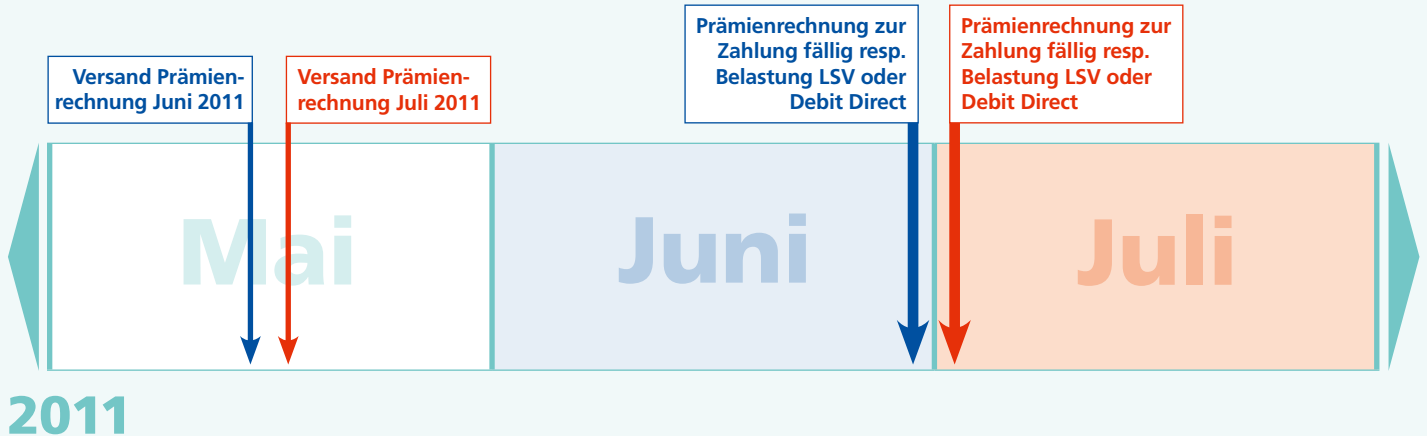 Versand Prämien-
rechnung Juni 2011
Versand Prämien-
rechnung Juli 2011
Prämienrechnung zur
Zahlung fällig resp.
Belastung LSV oder
Debit Direct
Prämienrechnung zur
Zahlung fällig resp.
Belastung LSV oder
Debit Direct
Mai
Juni
Juli
2011